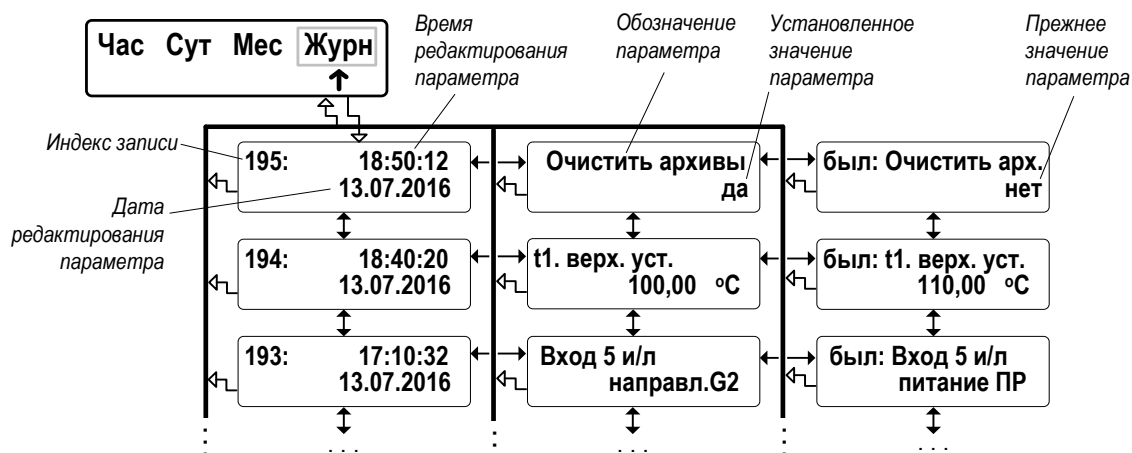 Час Сут Мес Журн
Время
редактирования
параметра
Обозначение
параметра
Установленное
значение
параметра
Прежнее
значение
параметра
Индекс записи
Дата
редактирования
параметра
195: 18:50:12
13.07.2016
Очистить архивы
да
был: Очистить арх.
нет
194: 18:40:20
13.07.2016
t1. верх. уст.
100,00 ºC
был: t1. верх. уст.
110,00 ºC
193: 17:10:32
13.07.2016
Вход 5 и/л
направл.G2
был: Вход 5 и/л
питание ПР
. . .
. . .
. . .